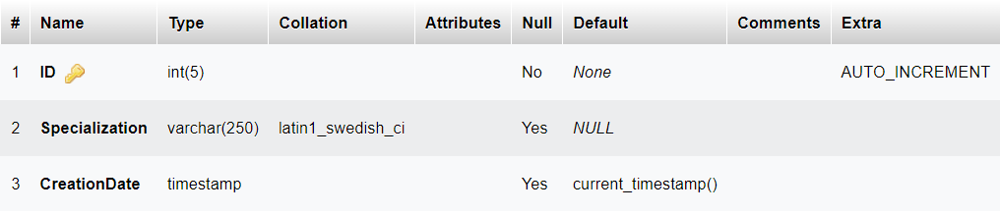 # Name Type Collation Attributes Null Default Comments Extra
1 ID int(5) No None AUTO_INCREMENT
2 Specialization varchar(250) latin1_swedish_ci Yes NULL
3 CreationDate timestamp Yes current_timestamp()